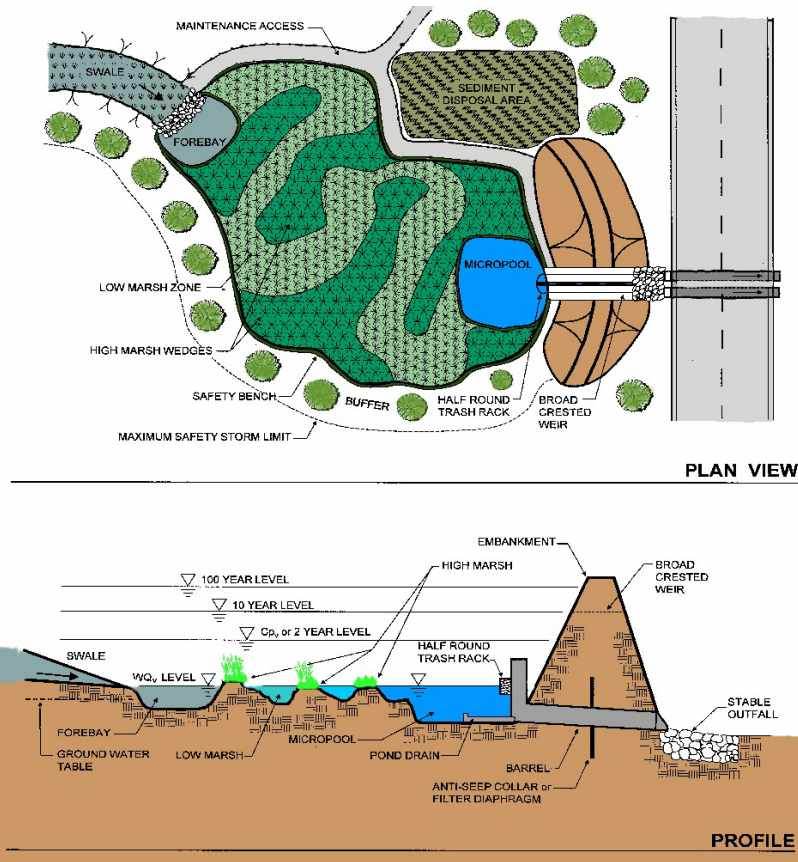 MAINTENANCE ACCESS
SWALE
SEDIMENT
DISPOSAL AREA
FOREBAY
MICROPOOL
LOW MARSH ZONE
HIGH MARSH WEDGES
SAFETY BENCH
BUFFER
HALF ROUND
TRASH RACK
BROAD
CRESTED
WEIR
MAXIMUM SAFETY STORM LIMIT
PLAN VIEW
EMBANKMENT
HIGH MARSH
BROAD
CRESTED
WEIR
100 YEAR LEVEL
10 YEAR LEVEL
Cpv or 2 YEAR LEVEL
HALF ROUND
TRASH RACK
SWALE
WQv LEVEL
STABLE
OUTFALL
FOREBAY
MICROPOOL
GROUND WATER
TABLE
LOW MARSH
POND DRAIN
BARREL
ANTI-SEEP COLLAR or
FILTER DIAPHRAGM
PROFILE